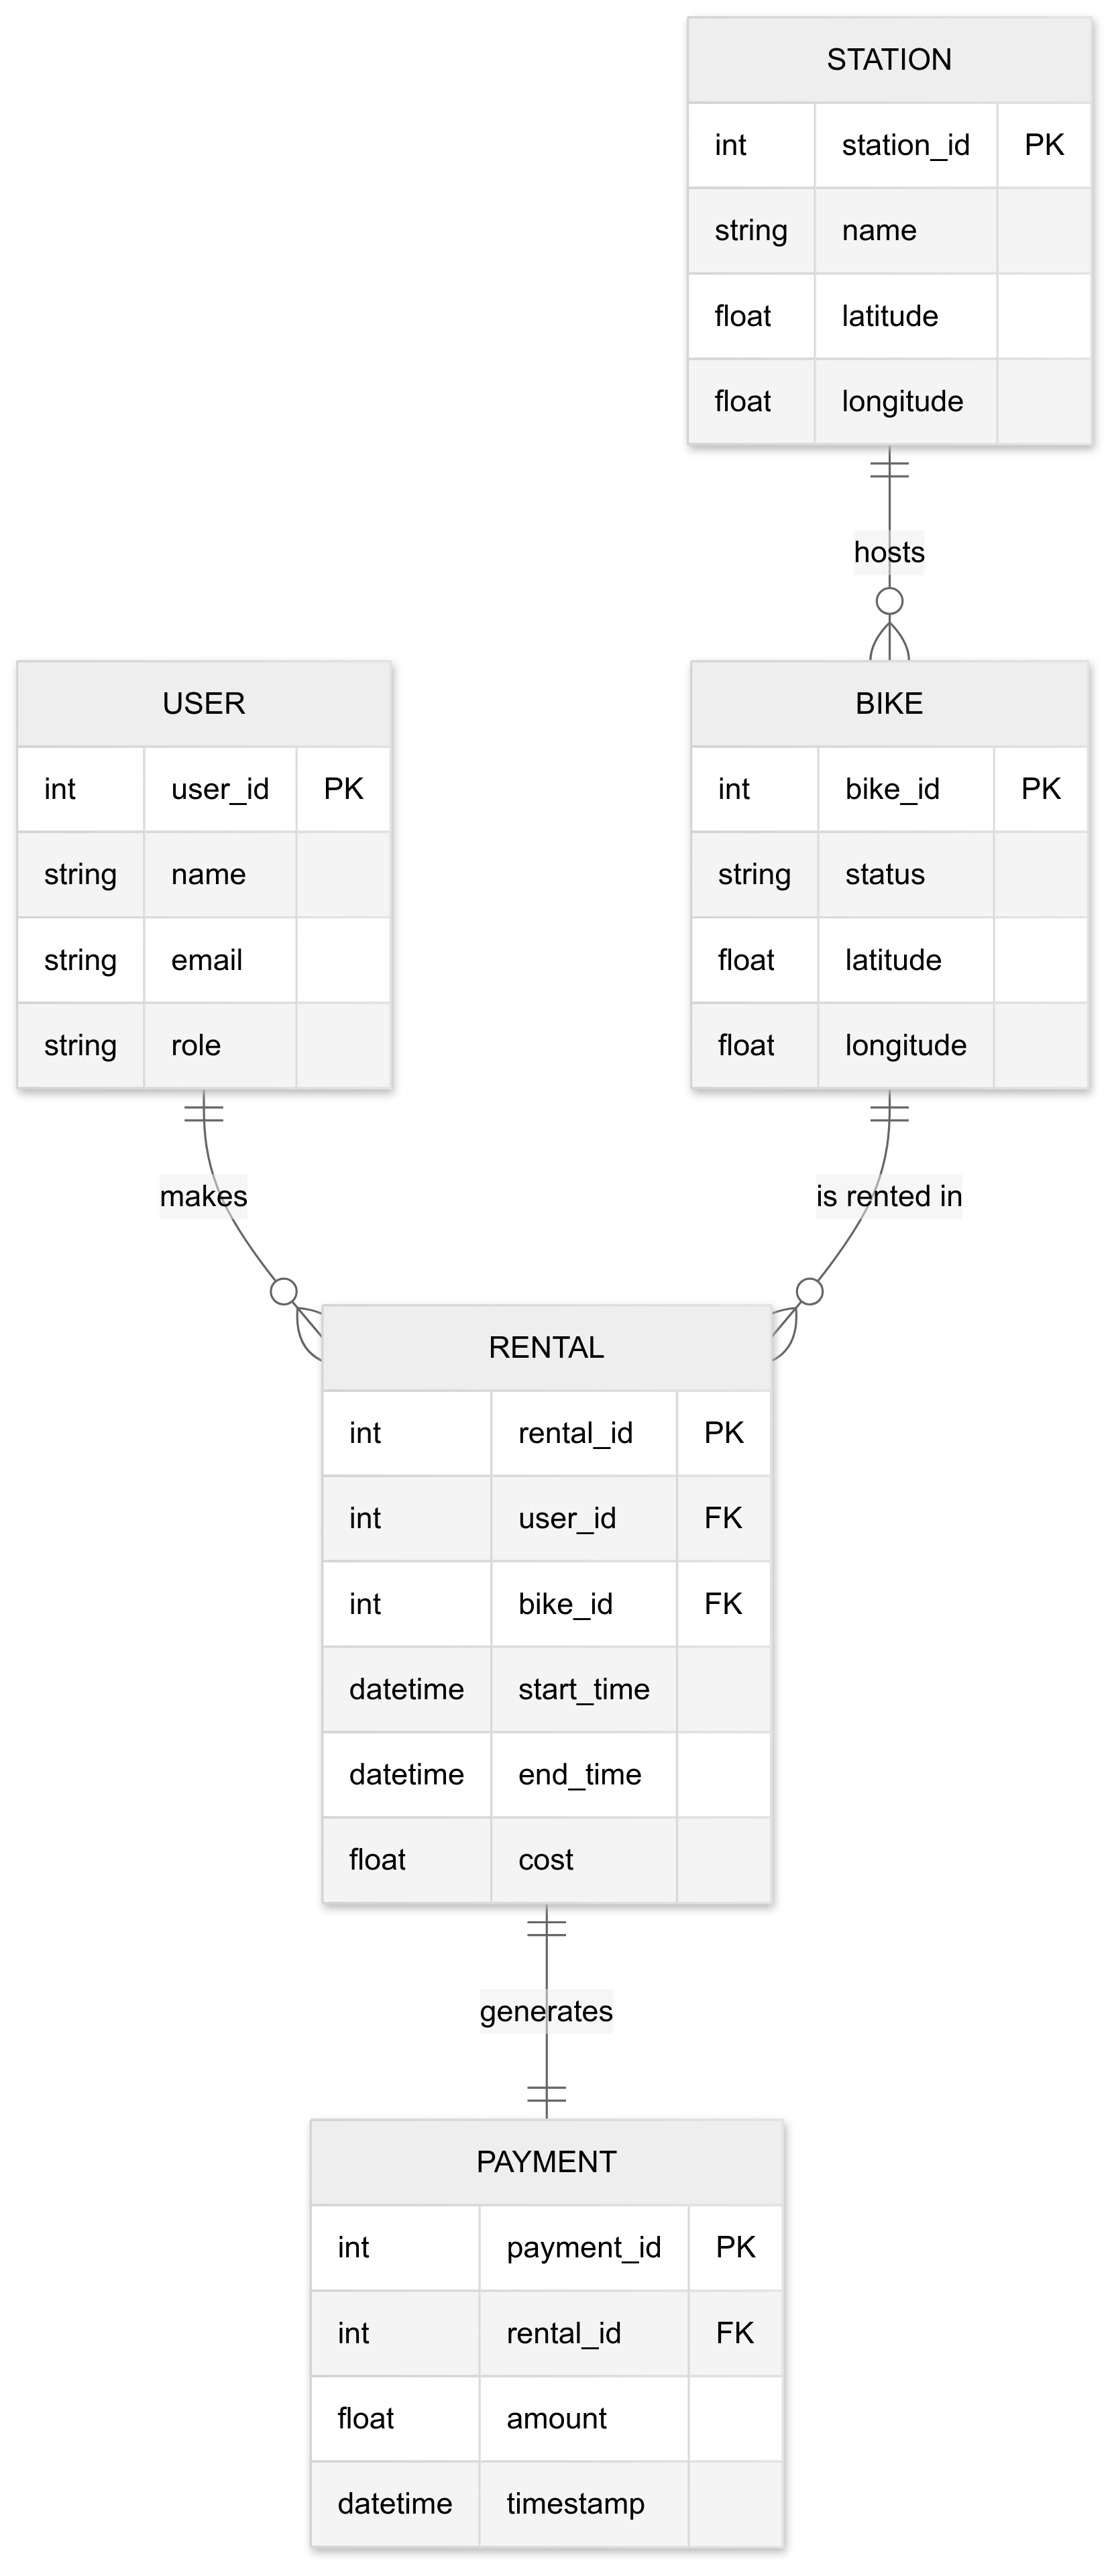 STATION
int station_id PK
string name
float latitude
float longitude
hosts
USER
int user_id PK
string name
string email
string role
BIKE
int bike_id PK
string status
float latitude
float longitude
makes
is rented in
RENTAL
int rental_id PK
int user_id FK
int bike_id FK
datetime start_time
datetime end_time
float cost
generates
PAYMENT
int payment_id PK
int rental_id FK
float amount
datetime timestamp